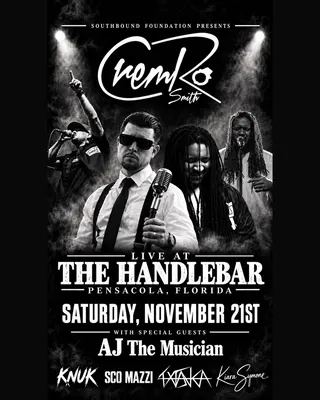 SOUTHBOUND FOUNDATION PRESENTS
CremRo
Smith
LIVE AT
THE HANDLEBAR
PENSACOLA, FLORIDA
SATURDAY, NOVEMBER 21ST
WITH SPECIAL GUESTS
AJ The Musician
KNUK SCO MAZZI Kiara Symone